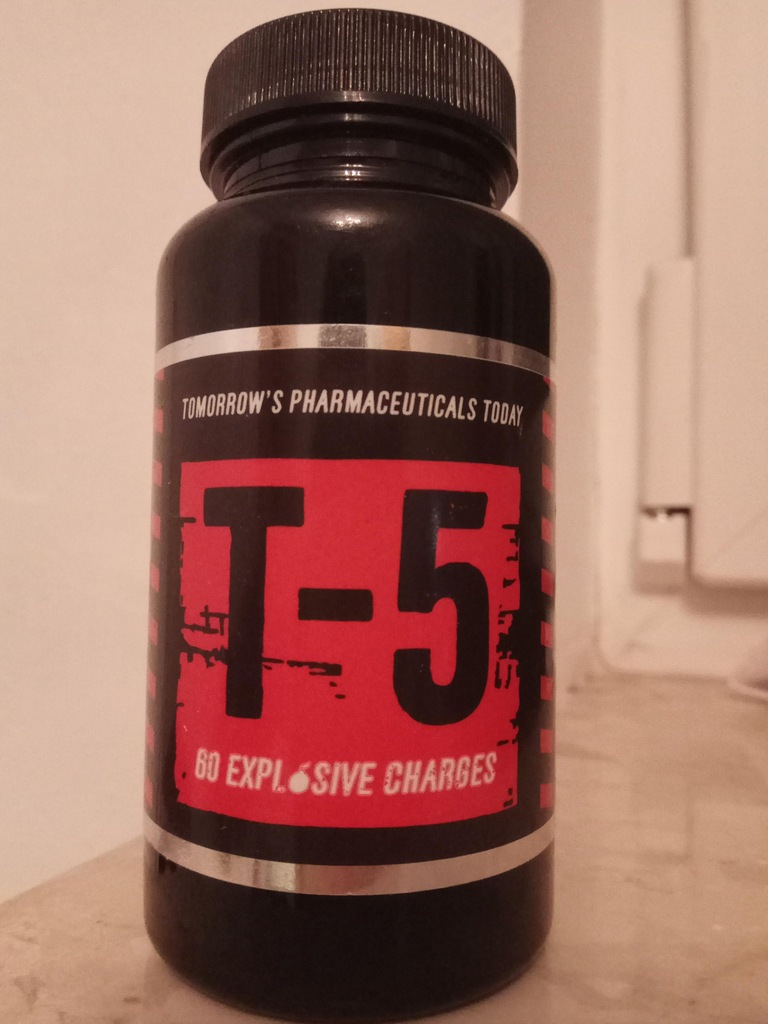 TOMORROW'S PHARMACEUTICALS TODAY
T-5
60 EXPLOSIVE CHARGES